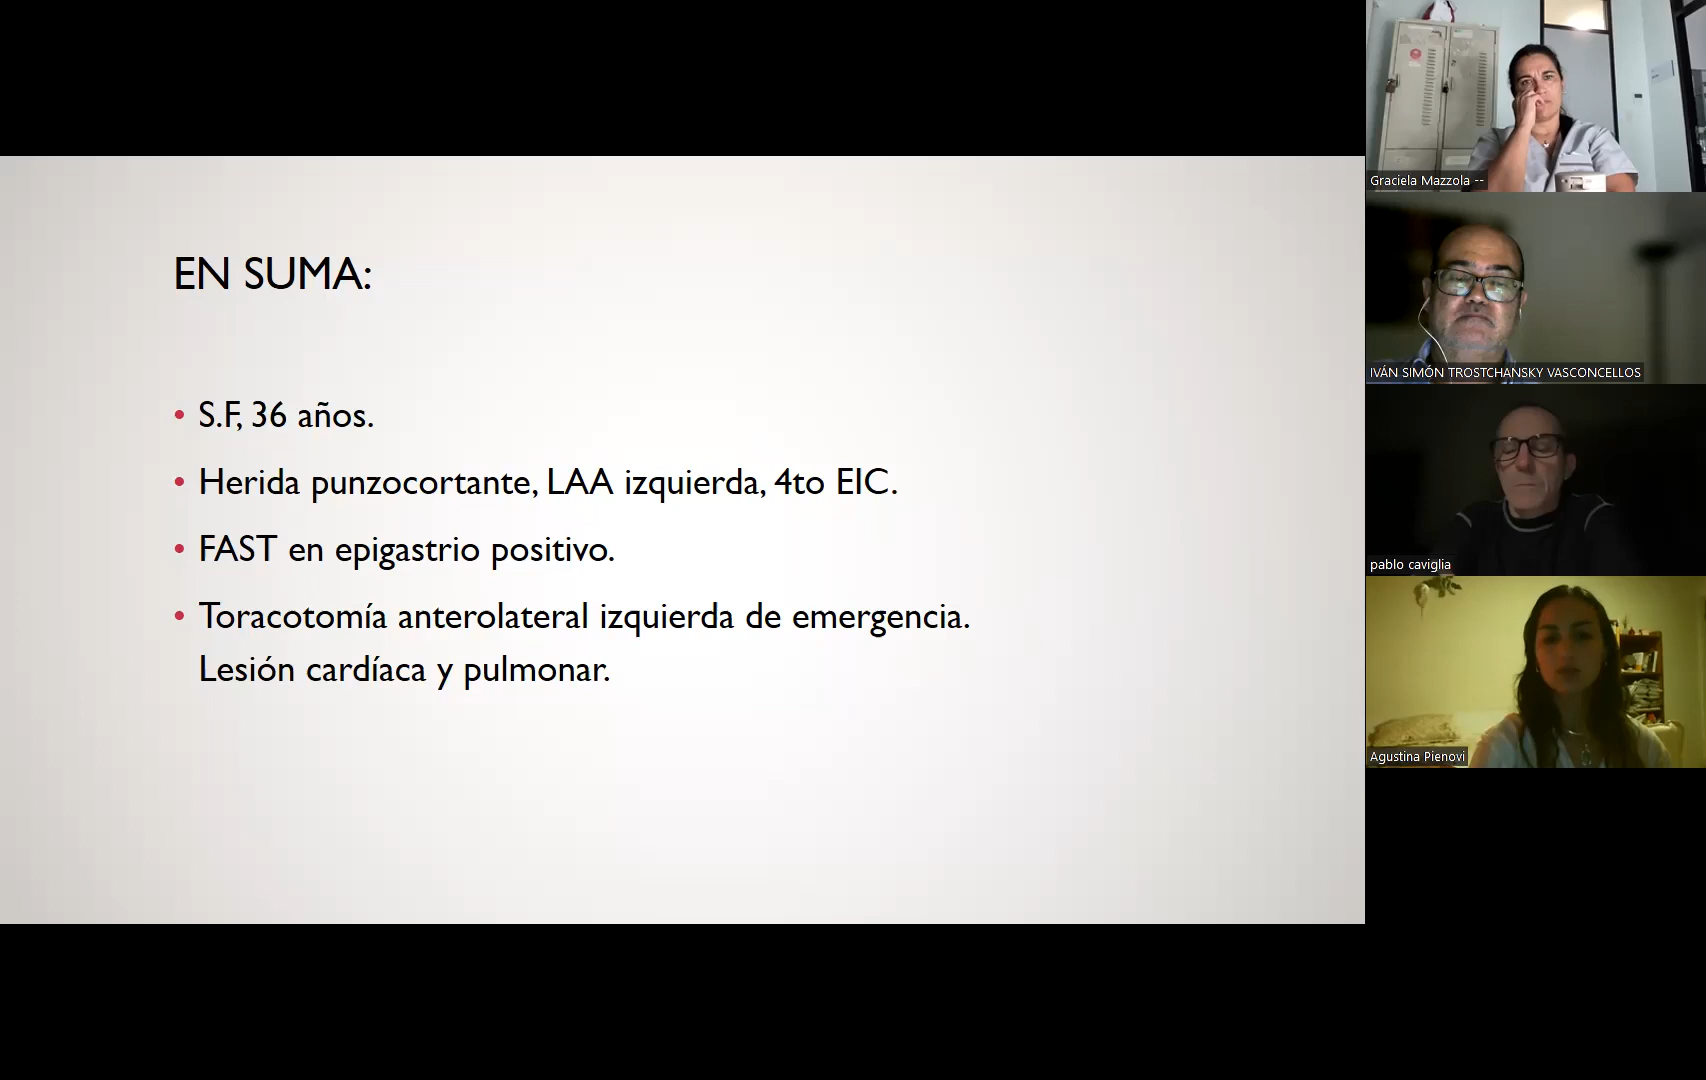 EN SUMA:
• S.F, 36 años.
• Herida punzocortante, LAA izquierda, 4to EIC.
• FAST en epigastrio positivo.
• Toracotomía anterolateral izquierda de emergencia.
Lesión cardíaca y pulmonar.
Graciela Mazzola --
IVÁN SIMÓN TROSTCHANSKY VASCONCELLOS
pablo caviglia
Agustina Pienovi